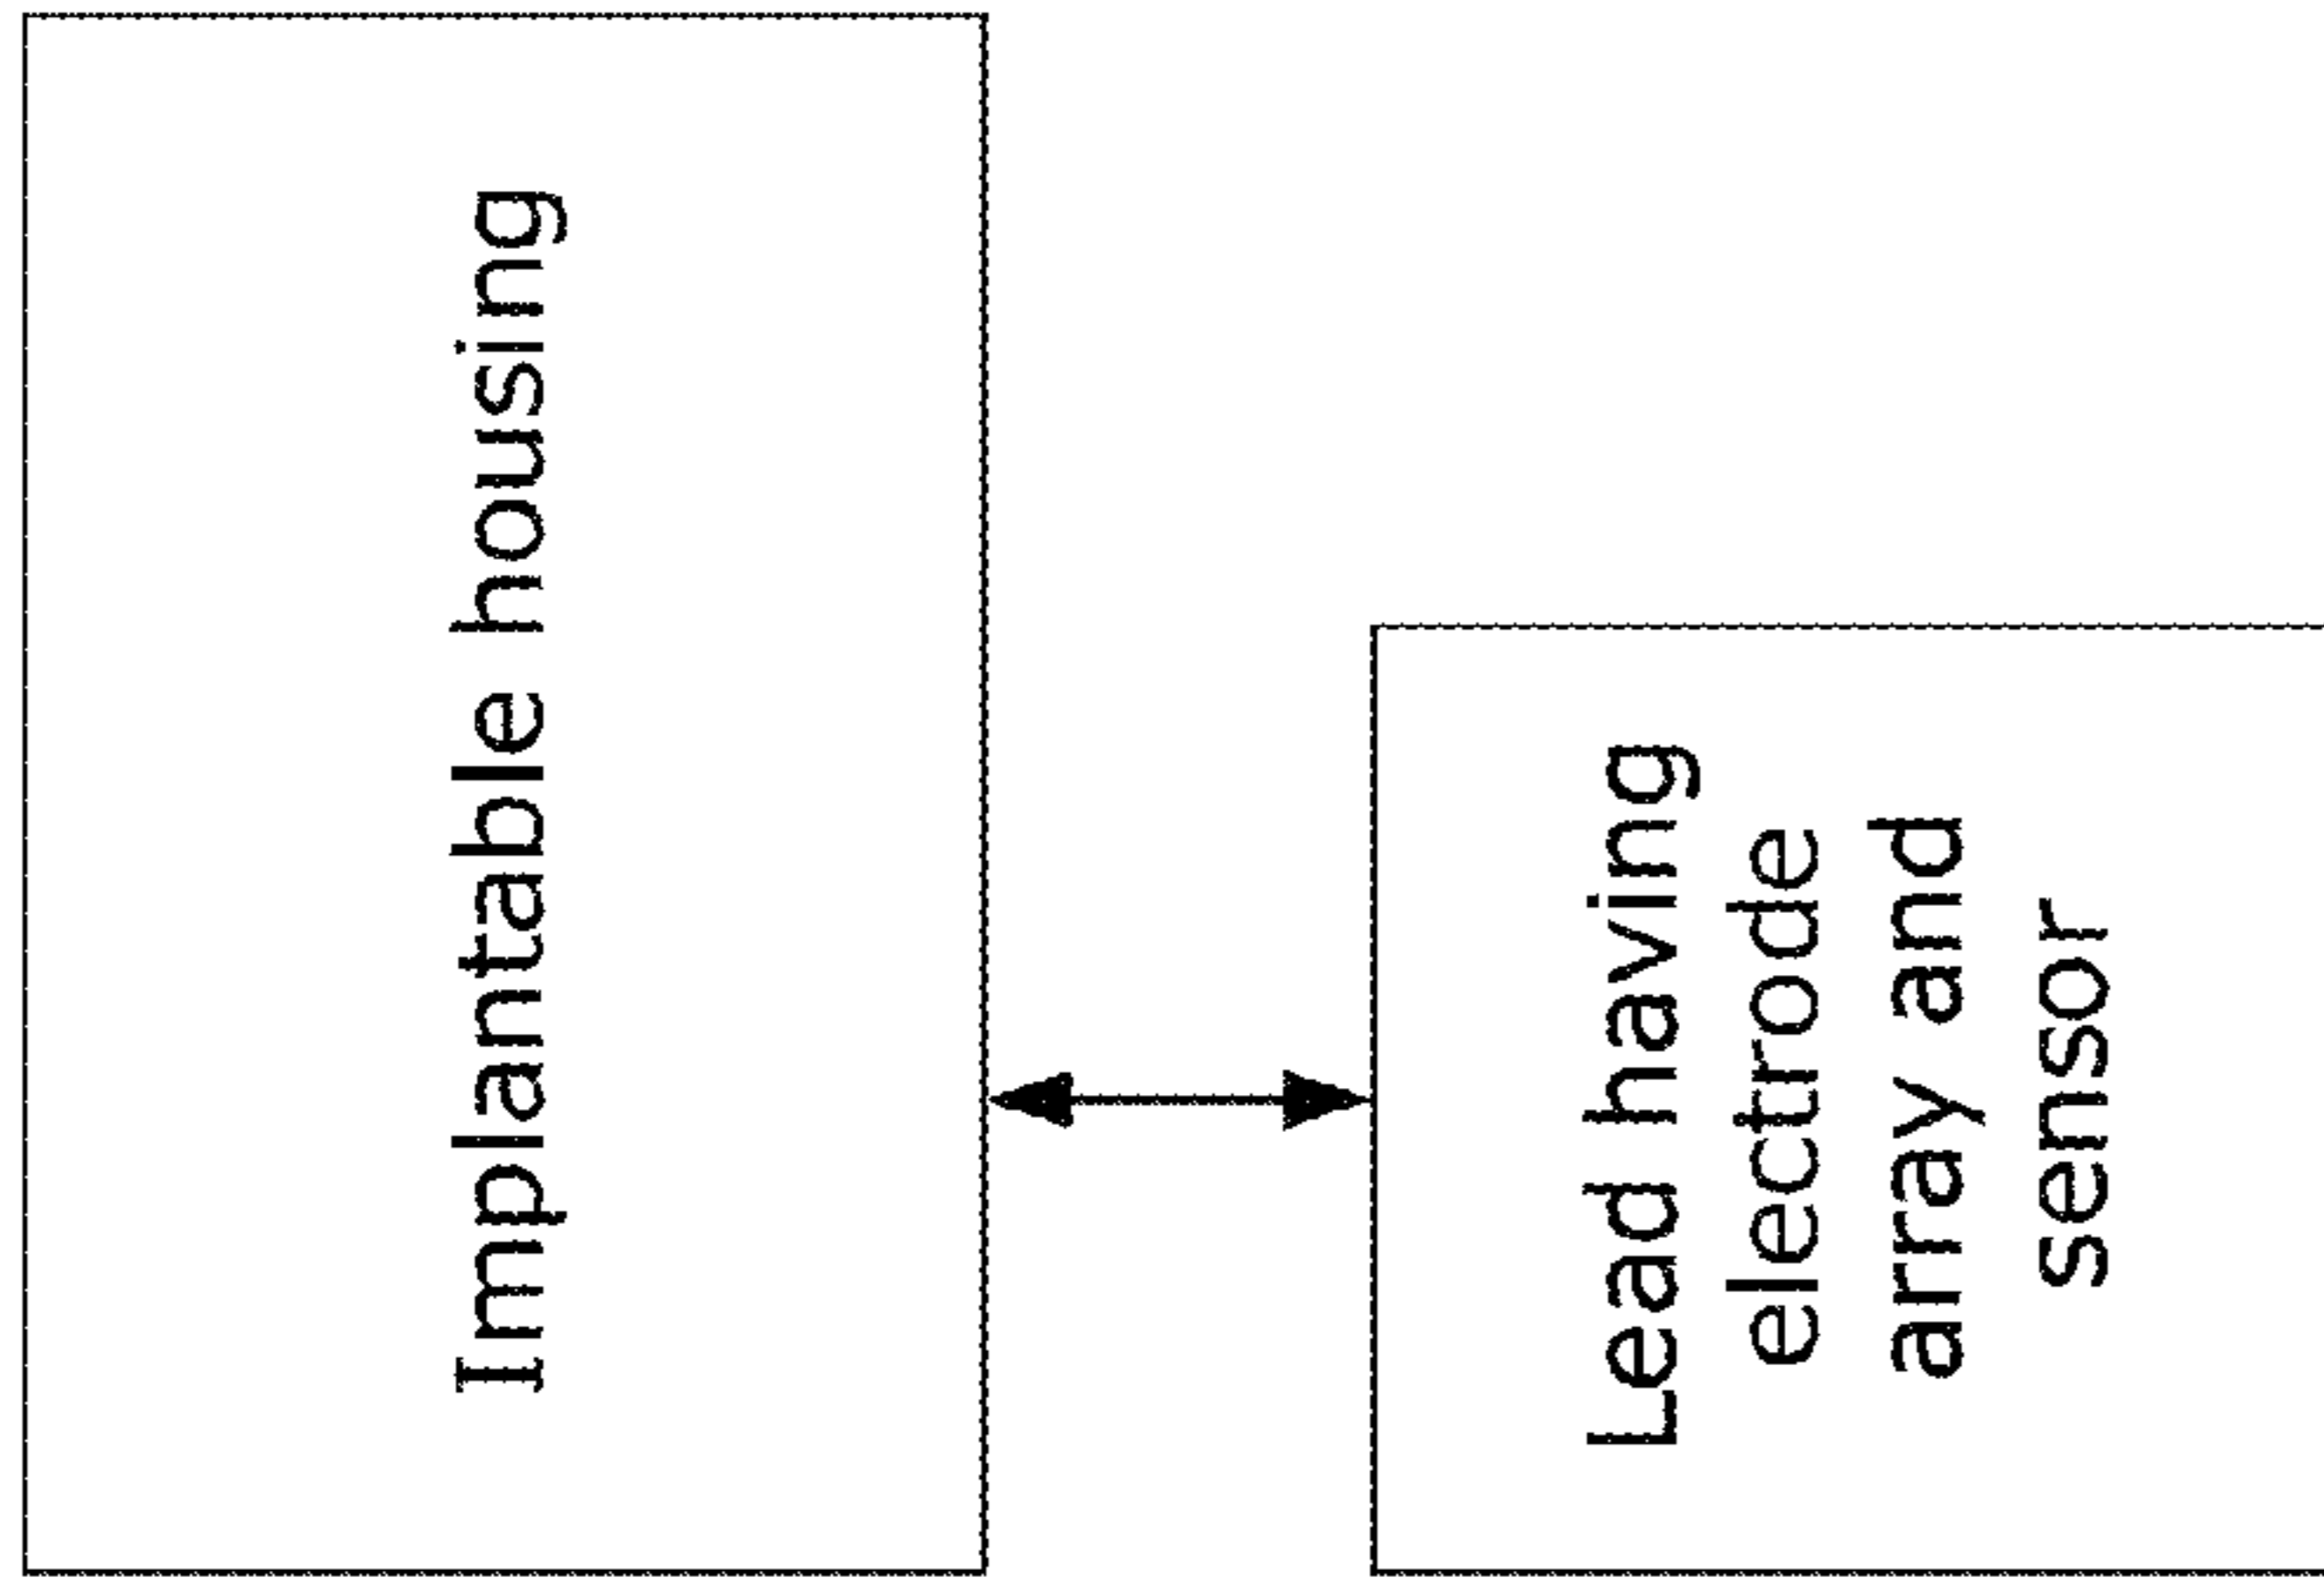 Implantable housing
Lead having
electrode
array and
sensor